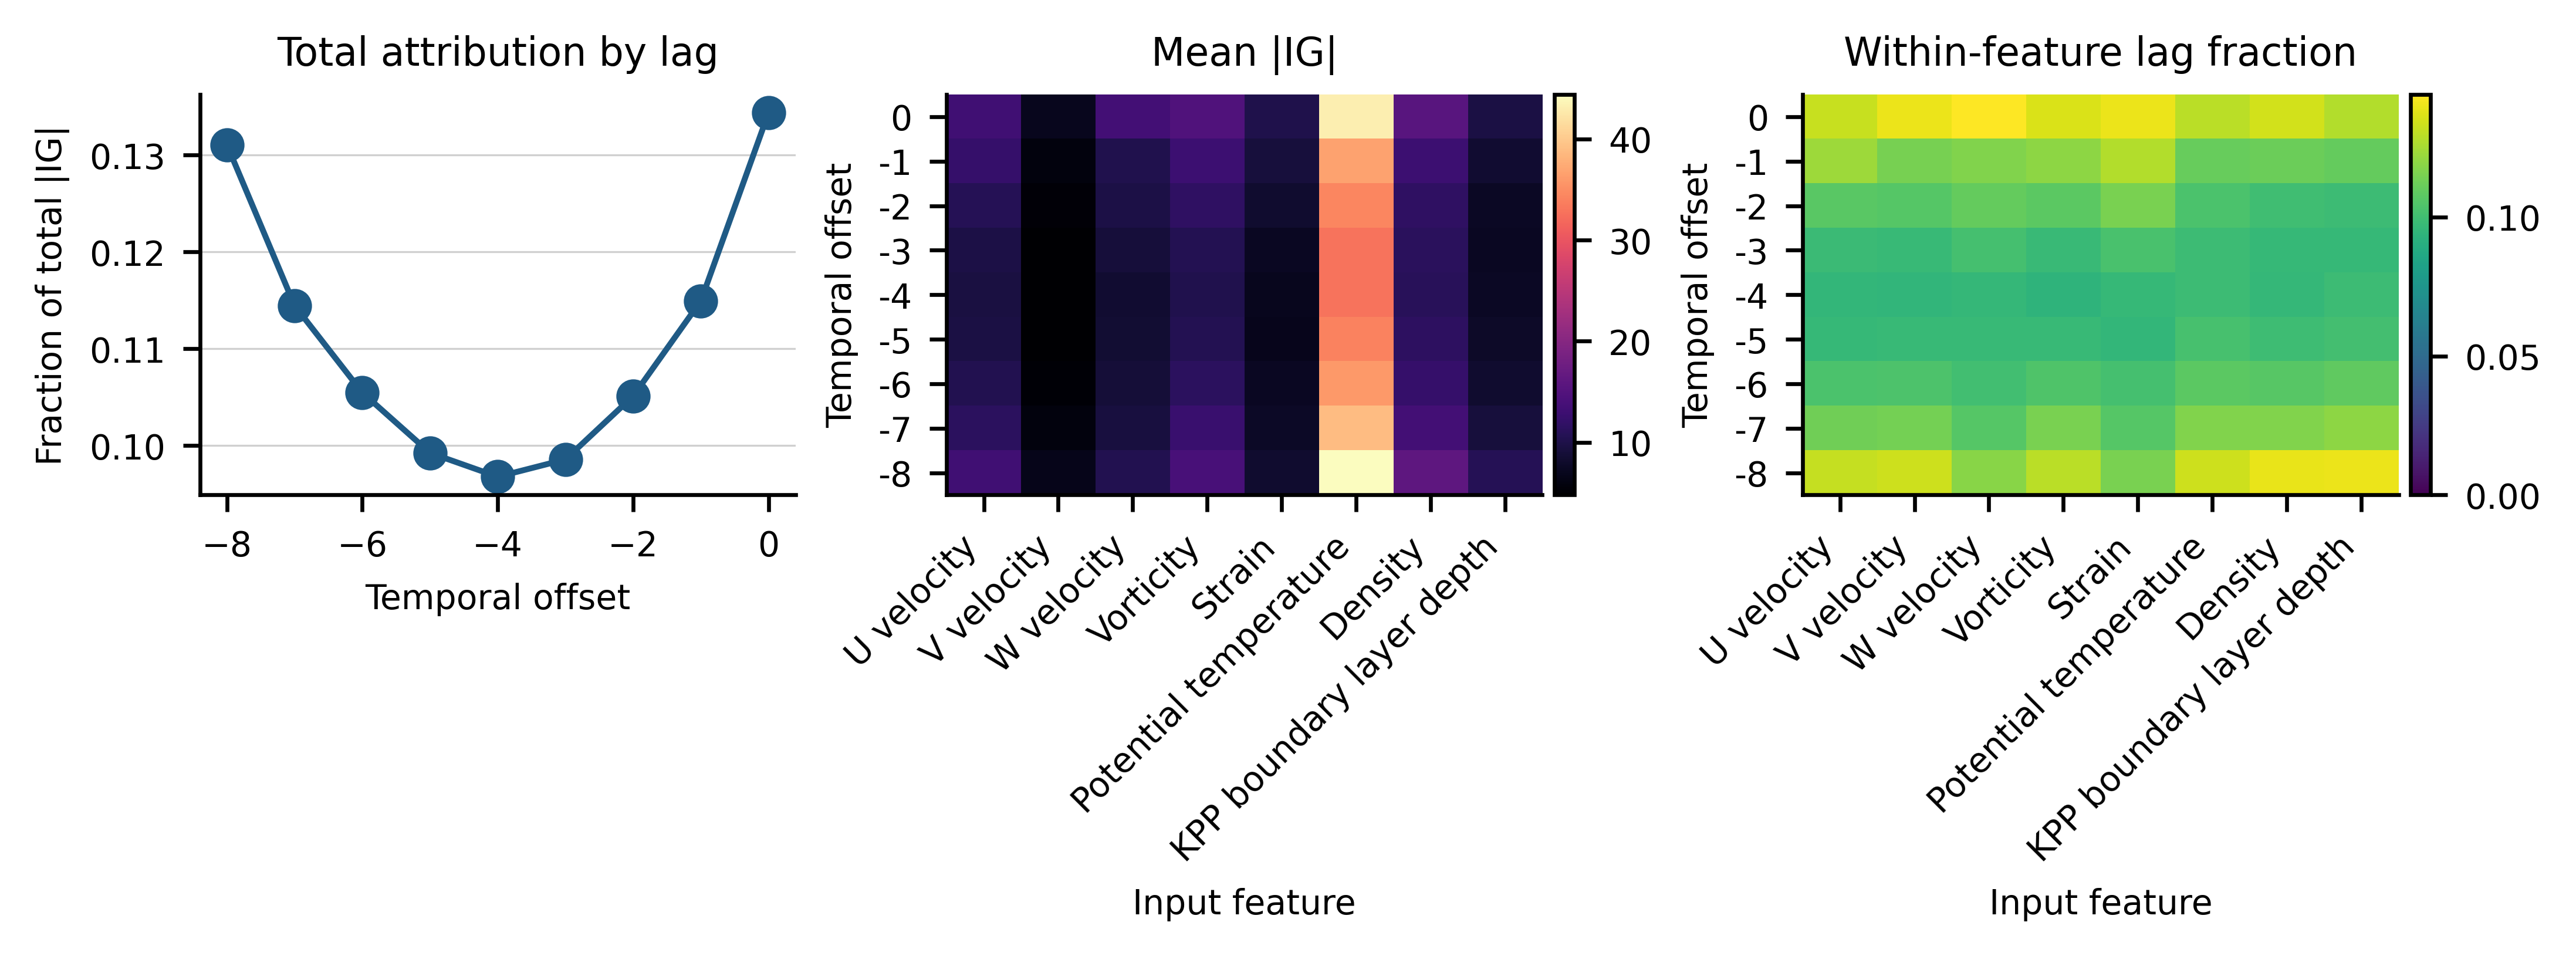 Total attribution by lag
Fraction of total |IG|
0.13
0.12
0.11
0.10
−8
−6
−4
−2
0
Temporal offset
Mean |IG|
Temporal offset
0
-1
-2
-3
-4
-5
-6
-7
-8
U velocity
V velocity
W velocity
Vorticity
Strain
Potential temperature
Density
KPP boundary layer depth
Input feature
40
30
20
10
Within-feature lag fraction
Temporal offset
0
-1
-2
-3
-4
-5
-6
-7
-8
U velocity
V velocity
W velocity
Vorticity
Strain
Potential temperature
Density
KPP boundary layer depth
Input feature
0.10
0.05
0.00